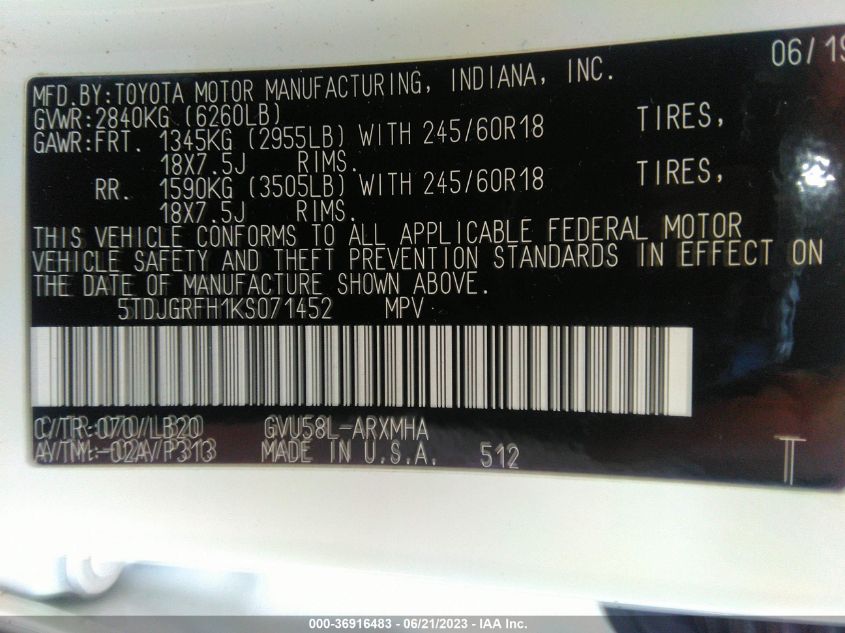 06/19
MFD.BY:TOYOTA MOTOR MANUFACTURING, INDIANA, INC.
GVWR:2840KG (6260LB)
GAWR:FRT. 1345KG (2955LB) WITH 245/60R18 TIRES,
18X7.5J RIMS.
RR. 1590KG (3505LB) WITH 245/60R18 TIRES,
18X7.5J RIMS.
THIS VEHICLE CONFORMS TO ALL APPLICABLE FEDERAL MOTOR
VEHICLE SAFETY AND THEFT PREVENTION STANDARDS IN EFFECT ON
THE DATE OF MANUFACTURE SHOWN ABOVE.
5TDJGRFH1KS071452 MPV
C/TR:070/LB20 GVU58L-ARXMHA
A/TM:-02A/P313 MADE IN U.S.A. 512
T
000-36916483 - 06/21/2023 - IAA Inc.